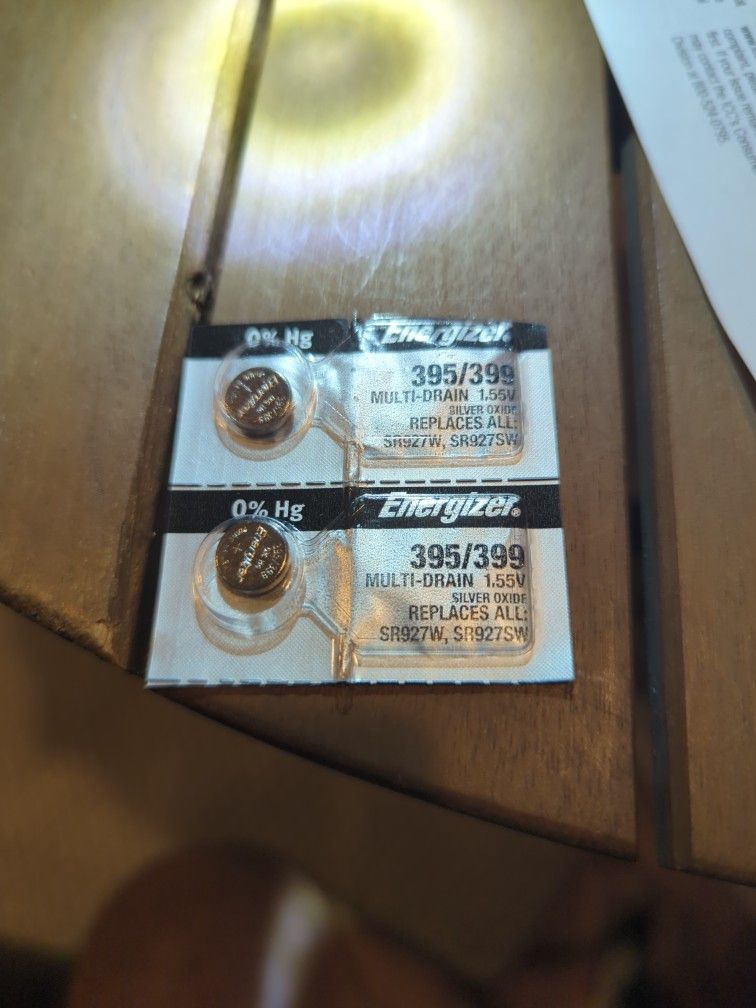 0% Hg
Energizer
395/399
MULTI-DRAIN 1.55V
SILVER OXIDE
REPLACES ALL:
SR927W, SR927SW
0% Hg
Energizer®
395/399
MULTI-DRAIN 1.55V
SILVER OXIDE
REPLACES ALL:
SR927W, SR927SW
Energizer